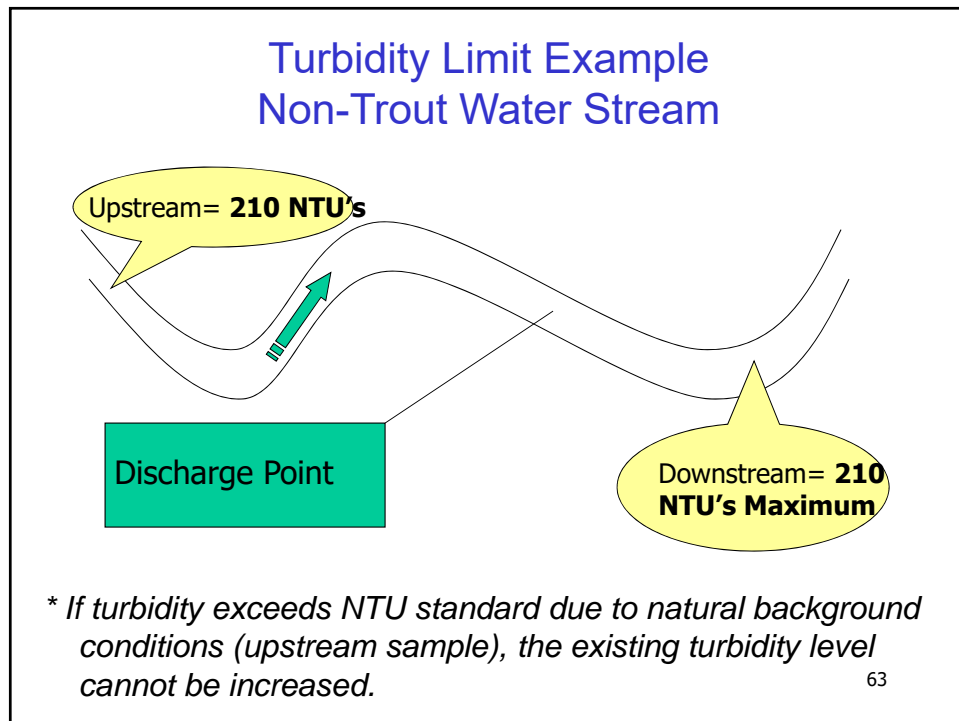 Turbidity Limit Example
Non-Trout Water Stream
Upstream= 210 NTU's
Discharge Point
Downstream= 210
NTU's Maximum
* If turbidity exceeds NTU standard due to natural background
conditions (upstream sample), the existing turbidity level
cannot be increased.
63